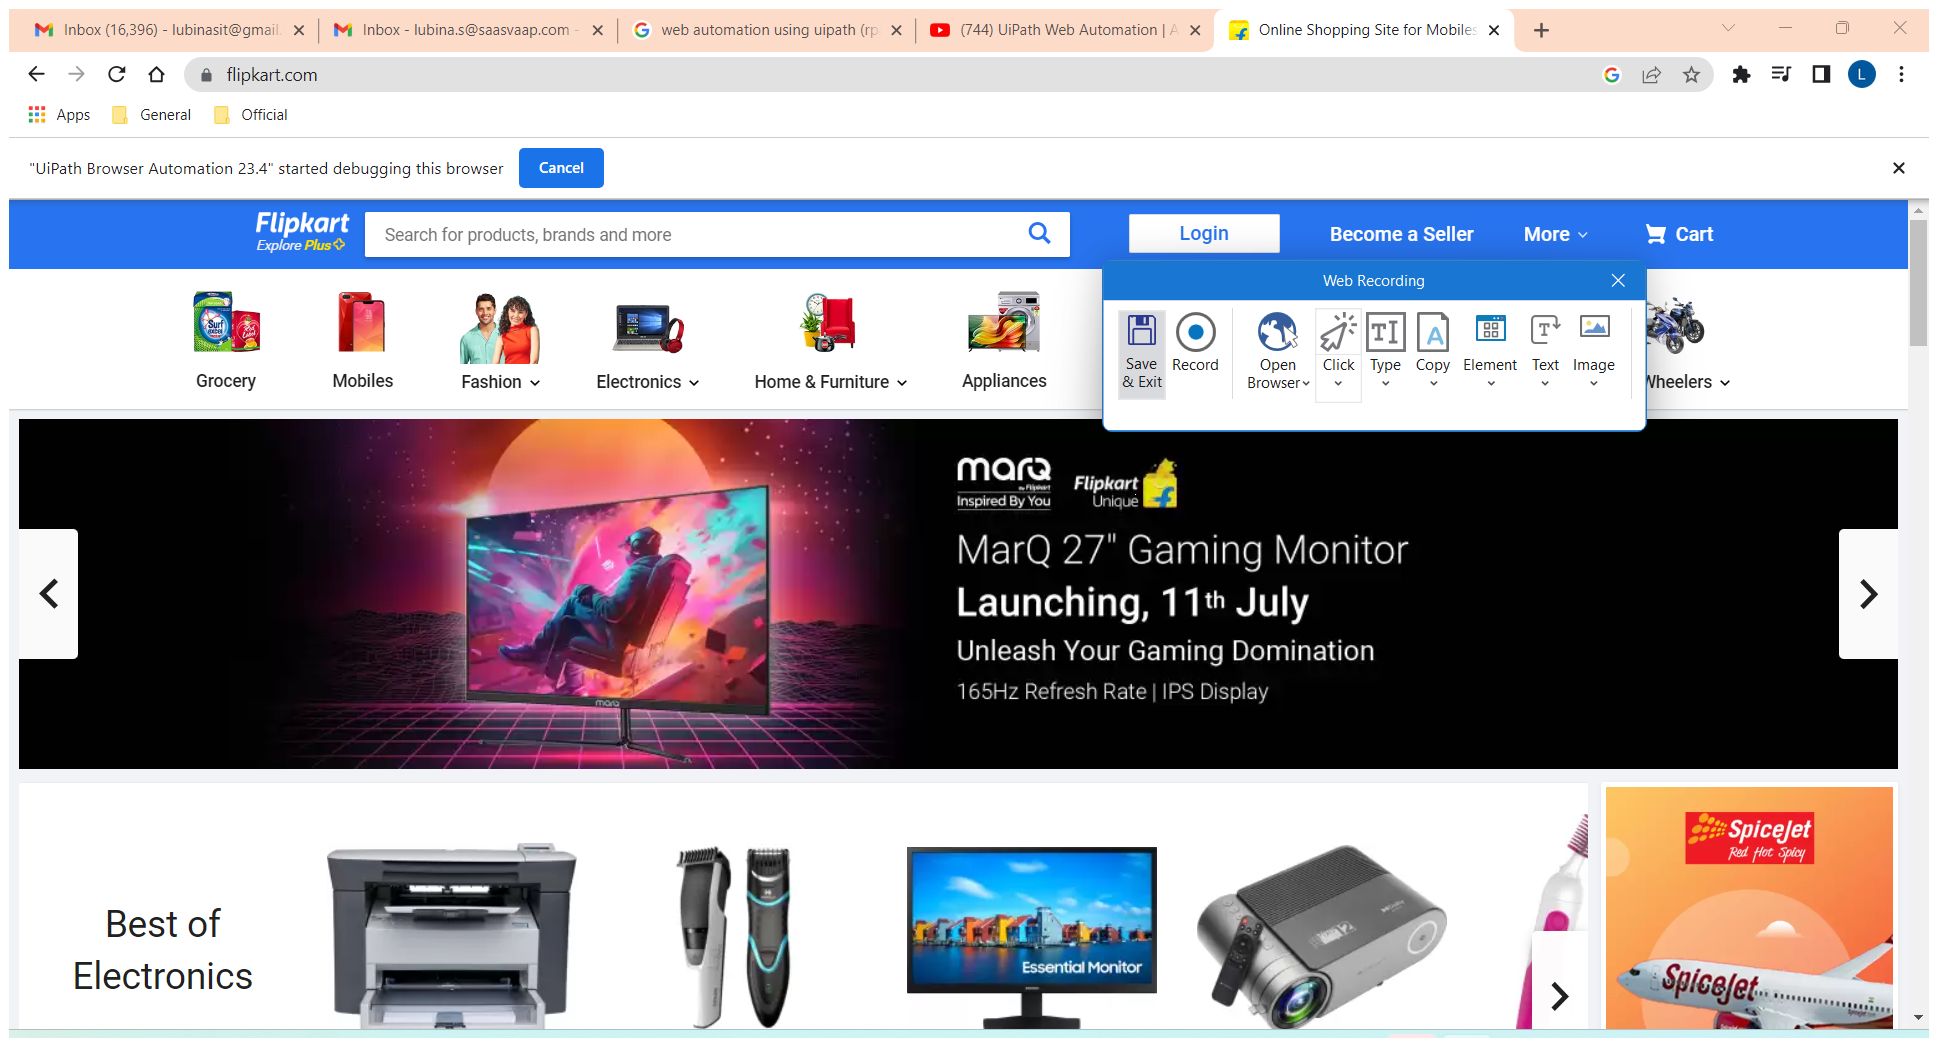 Inbox (16,396) - lubinasit@gmail.
Inbox - lubina.s@saasvaap.com -
web automation using uipath (rp
(744) UiPath Web Automation | A
Online Shopping Site for Mobiles
flipkart.com
L
Apps
General
Official
"UiPath Browser Automation 23.4" started debugging this browser
Cancel
Flipkart
Explore Plus
Search for products, brands and more
Login
Become a Seller
More
Cart
Web Recording
Save
& Exit
Record
Open
Browser
Click
Type
Copy
Element
Text
Image
Grocery
Mobiles
Fashion
Electronics
Home & Furniture
Appliances
Wheelers
Surf
excel
marQ
by Flipkart
Inspired By You
Flipkart
Unique
MarQ 27" Gaming Monitor
Launching, 11th July
Unleash Your Gaming Domination
165Hz Refresh Rate | IPS Display
marQ
Best of
Electronics
Essential Monitor
SpiceJet
Red Hot Spicy
SpiceJet